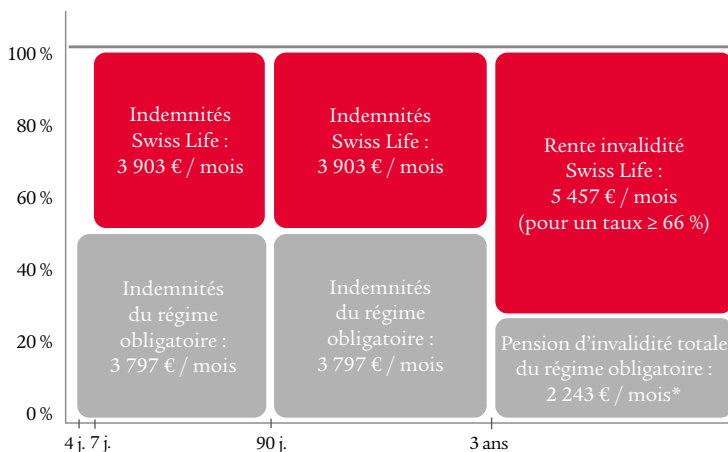 100 %
80 %
60 %
40 %
20 %
0 %
Indemnités
Swiss Life :
3 903 € / mois
Indemnités
Swiss Life :
3 903 € / mois
Rente invalidité
Swiss Life :
5 457 € / mois
(pour un taux ≥ 66 %)
Indemnités
du régime
obligatoire :
3 797 € / mois
Indemnités
du régime
obligatoire :
3 797 € / mois
Pension d’invalidité totale
du régime obligatoire :
2 243 € / mois*
4 j. 7 j.
90 j.
3 ans